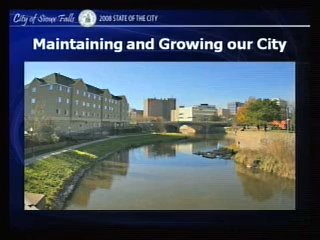 City of Sioux Falls 2008 STATE OF THE CITY
Maintaining and Growing our City